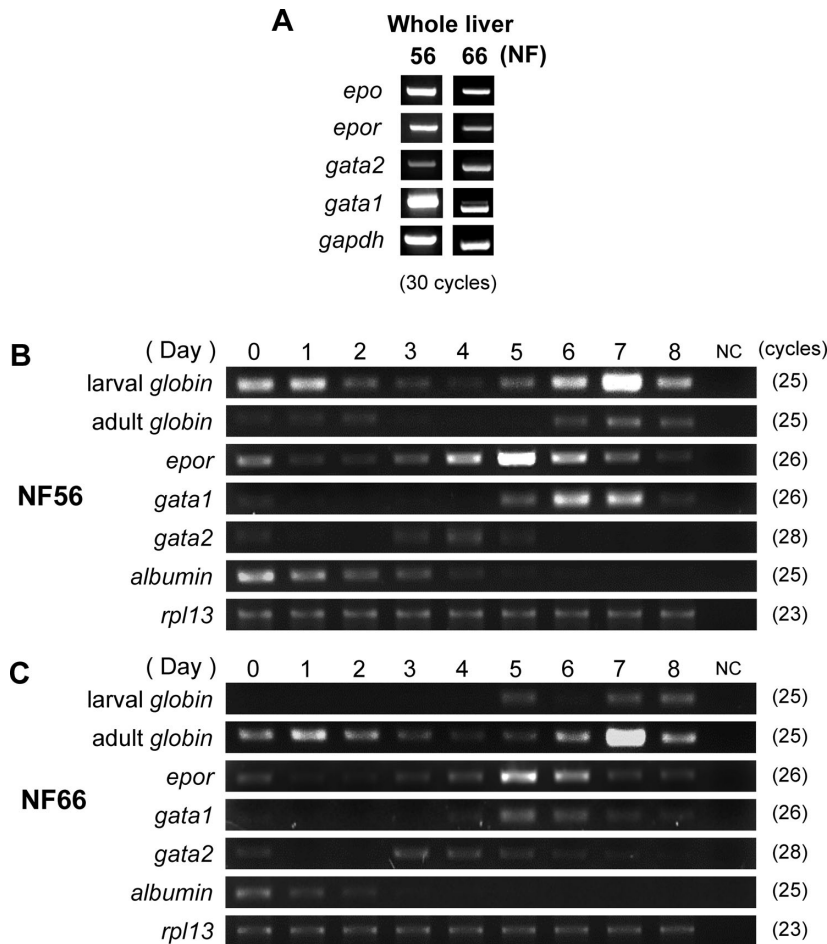 A
Whole liver
56 66 (NF)
epo
epor
gata2
gata1
gapdh
(30 cycles)
B
( Day ) 0 1 2 3 4 5 6 7 8 NC (cycles)
larval globin (25)
adult globin (25)
epor (26)
NF56
gata1 (26)
gata2 (28)
albumin (25)
rpl13 (23)
C
( Day ) 0 1 2 3 4 5 6 7 8 NC
larval globin (25)
adult globin (25)
epor (26)
NF66
gata1 (26)
gata2 (28)
albumin (25)
rpl13 (23)